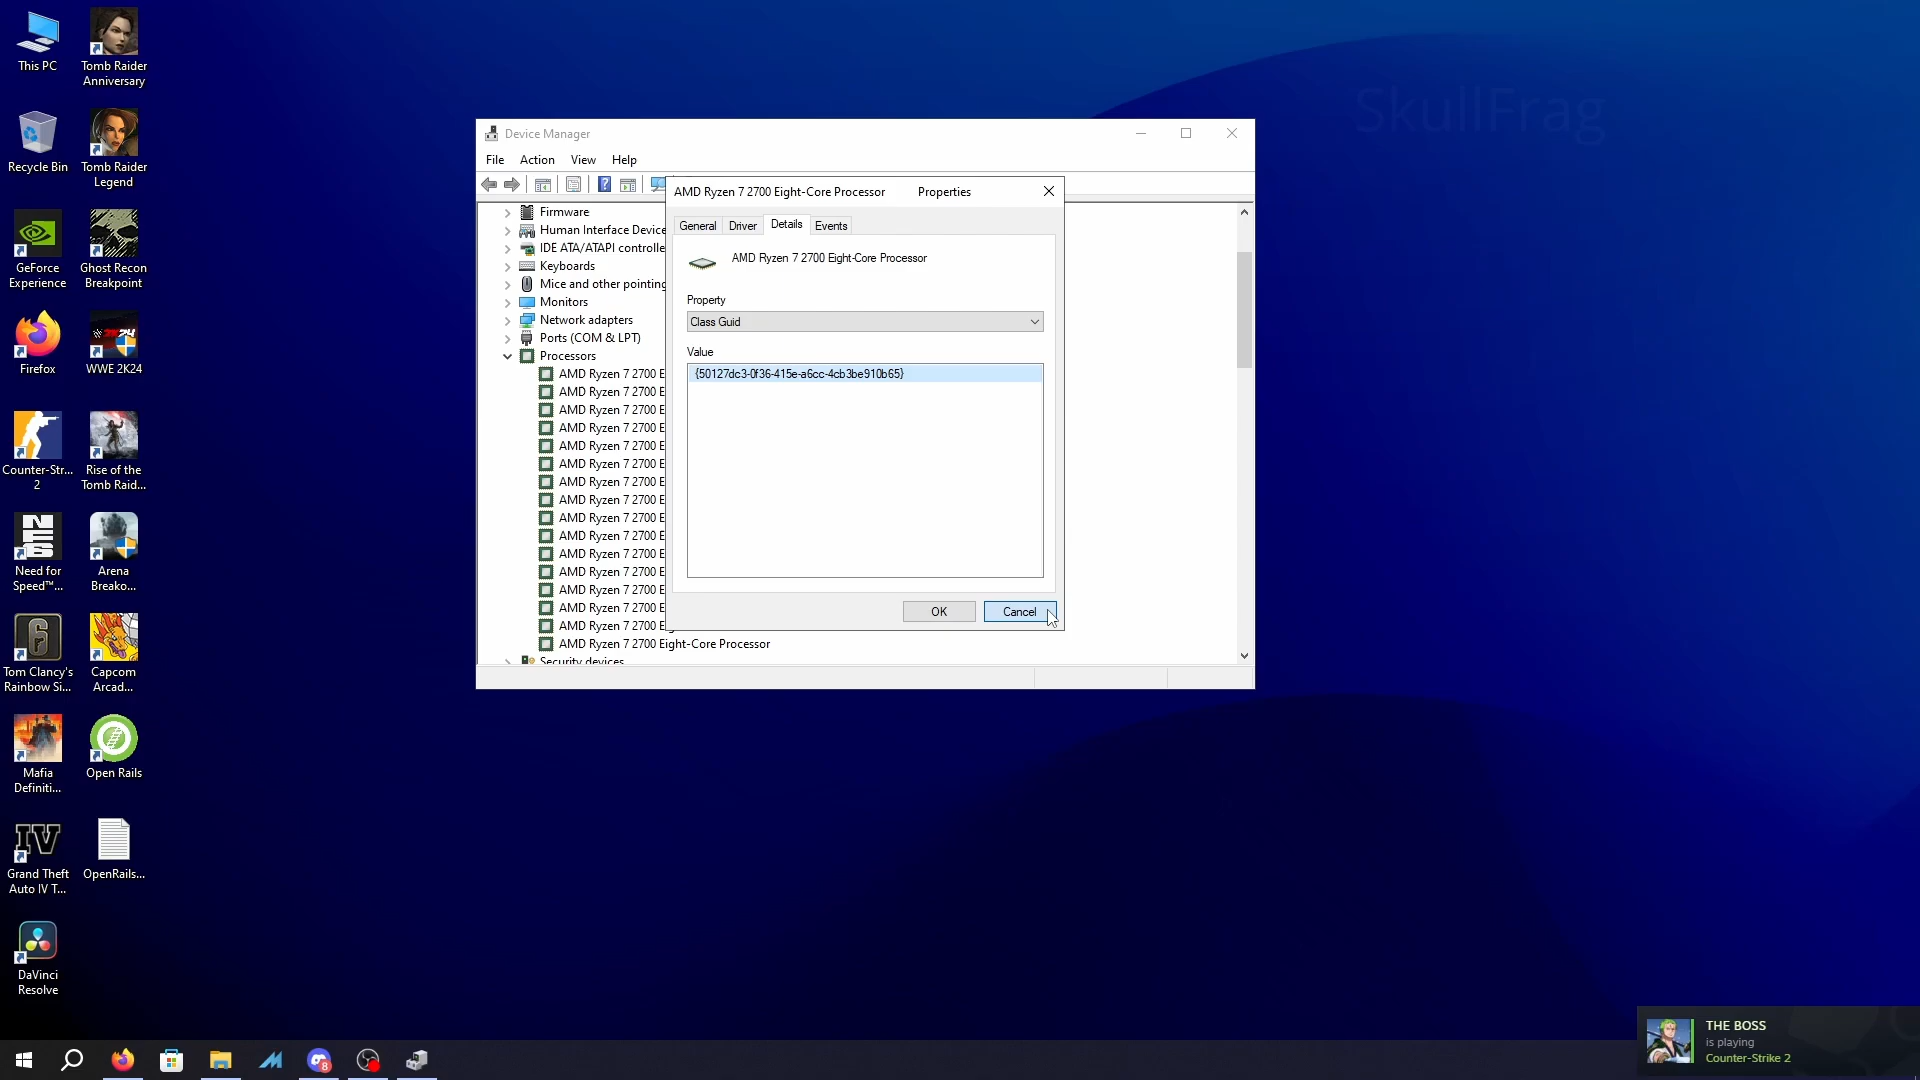 This PC
Tomb Raider
Anniversary
Recycle Bin
Tomb Raider
Legend
GeForce
Experience
Ghost Recon
Breakpoint
Firefox
WWE 2K24
2K24
Counter-Str...
2
Rise of the
Tomb Raid...
Need for
Speed™...
Arena
Breako...
Tom Clancy's
Rainbow Si...
6
Capcom
Arcad...
Mafia
Definiti...
Open Rails
IV
Grand Theft
Auto IV T...
OpenRails...
DaVinci
Resolve
SkullFrag
Device Manager
File Action View Help
Firmware
Human Interface Device
IDE ATA/ATAPI controlle
Keyboards
Mice and other pointing
Monitors
Network adapters
Ports (COM & LPT)
Processors
AMD Ryzen 7 2700 E
AMD Ryzen 7 2700 E
AMD Ryzen 7 2700 E
AMD Ryzen 7 2700 E
AMD Ryzen 7 2700 E
AMD Ryzen 7 2700 E
AMD Ryzen 7 2700 E
AMD Ryzen 7 2700 E
AMD Ryzen 7 2700 E
AMD Ryzen 7 2700 E
AMD Ryzen 7 2700 E
AMD Ryzen 7 2700 E
AMD Ryzen 7 2700 E
AMD Ryzen 7 2700 E
AMD Ryzen 7 2700 Eig
AMD Ryzen 7 2700 Eight-Core Processor
Security devices
AMD Ryzen 7 2700 Eight-Core Processor Properties
General Driver Details Events
AMD Ryzen 7 2700 Eight-Core Processor
Property
Class Guid
Value
{50127dc3-0f36-415e-a6cc-4cb3be910b65}
OK Cancel
8
THE BOSS
is playing
Counter-Strike 2